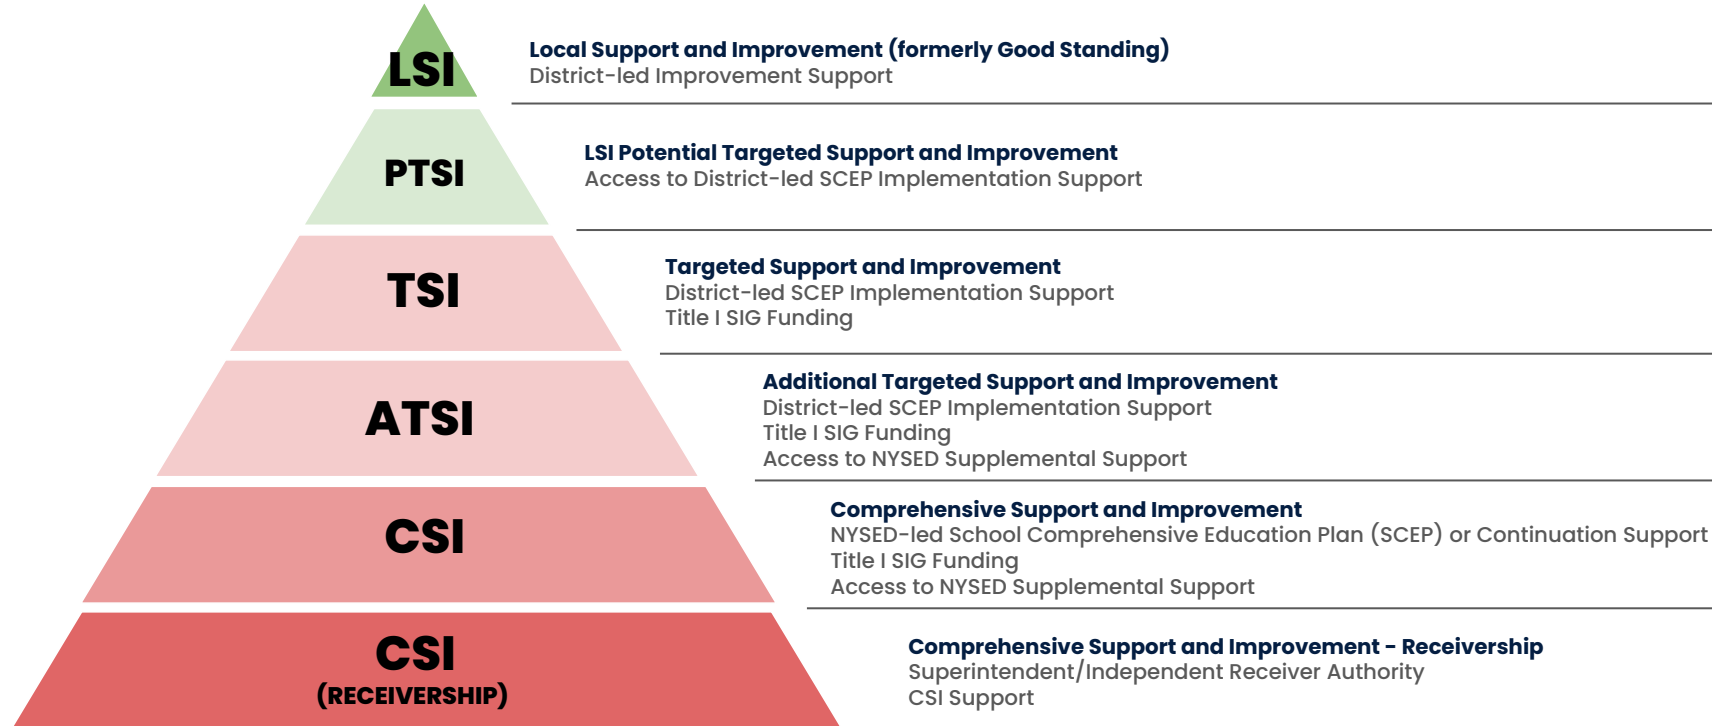 LSI
Local Support and Improvement (formerly Good Standing)
District-led Improvement Support
PTSI
LSI Potential Targeted Support and Improvement
Access to District-led SCEP Implementation Support
TSI
Targeted Support and Improvement
District-led SCEP Implementation Support
Title I SIG Funding
ATSI
Additional Targeted Support and Improvement
District-led SCEP Implementation Support
Title I SIG Funding
Access to NYSED Supplemental Support
CSI
Comprehensive Support and Improvement
NYSED-led School Comprehensive Education Plan (SCEP) or Continuation Support
Title I SIG Funding
Access to NYSED Supplemental Support
CSI
(RECEIVERSHIP)
Comprehensive Support and Improvement - Receivership
Superintendent/Independent Receiver Authority
CSI Support